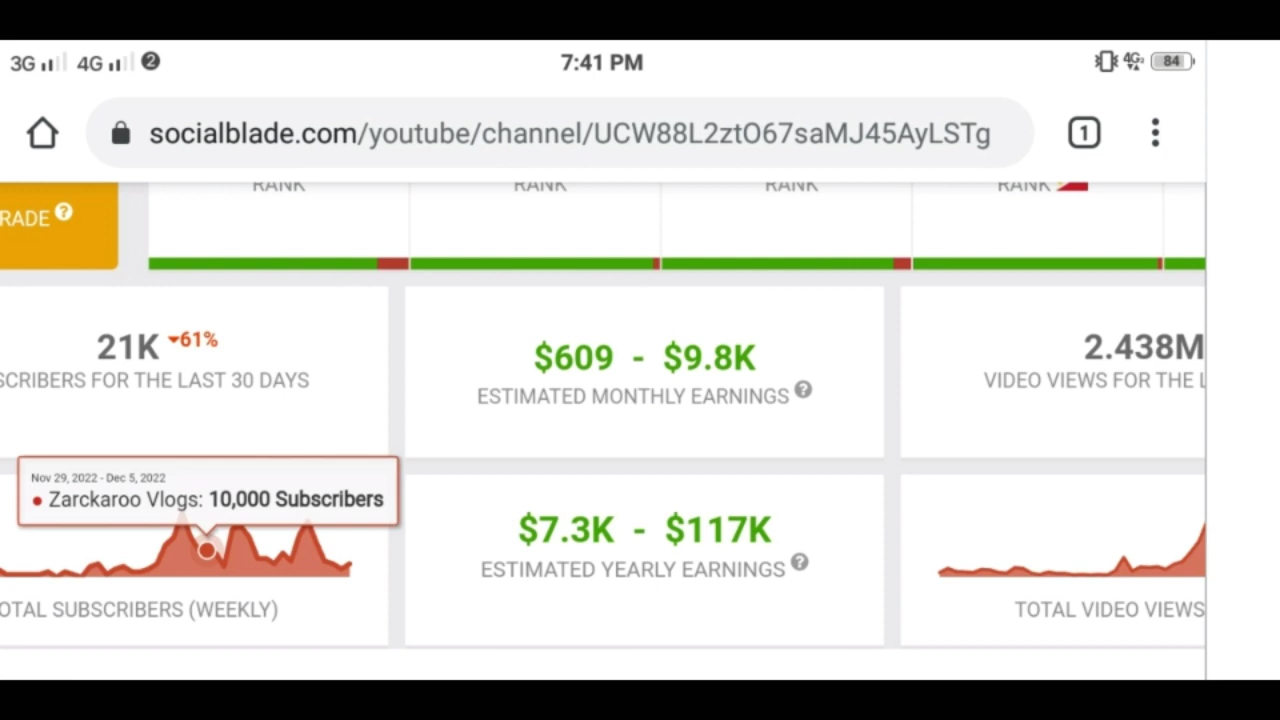 3G 4G 2 7:41 PM 4G 2 84
socialblade.com/youtube/channel/UCW88L2ztO67saMJ45AyLSTg 1
RANK RANK RANK RANK
RADE ?
21K 61% $609 - $9.8K 2.438M
SCRIBERS FOR THE LAST 30 DAYS ESTIMATED MONTHLY EARNINGS ? VIDEO VIEWS FOR THE L
Nov 29, 2022 - Dec 5, 2022
Zarckaroo Vlogs: 10,000 Subscribers
$7.3K - $117K
ESTIMATED YEARLY EARNINGS ?
OTAL SUBSCRIBERS (WEEKLY) TOTAL VIDEO VIEWS